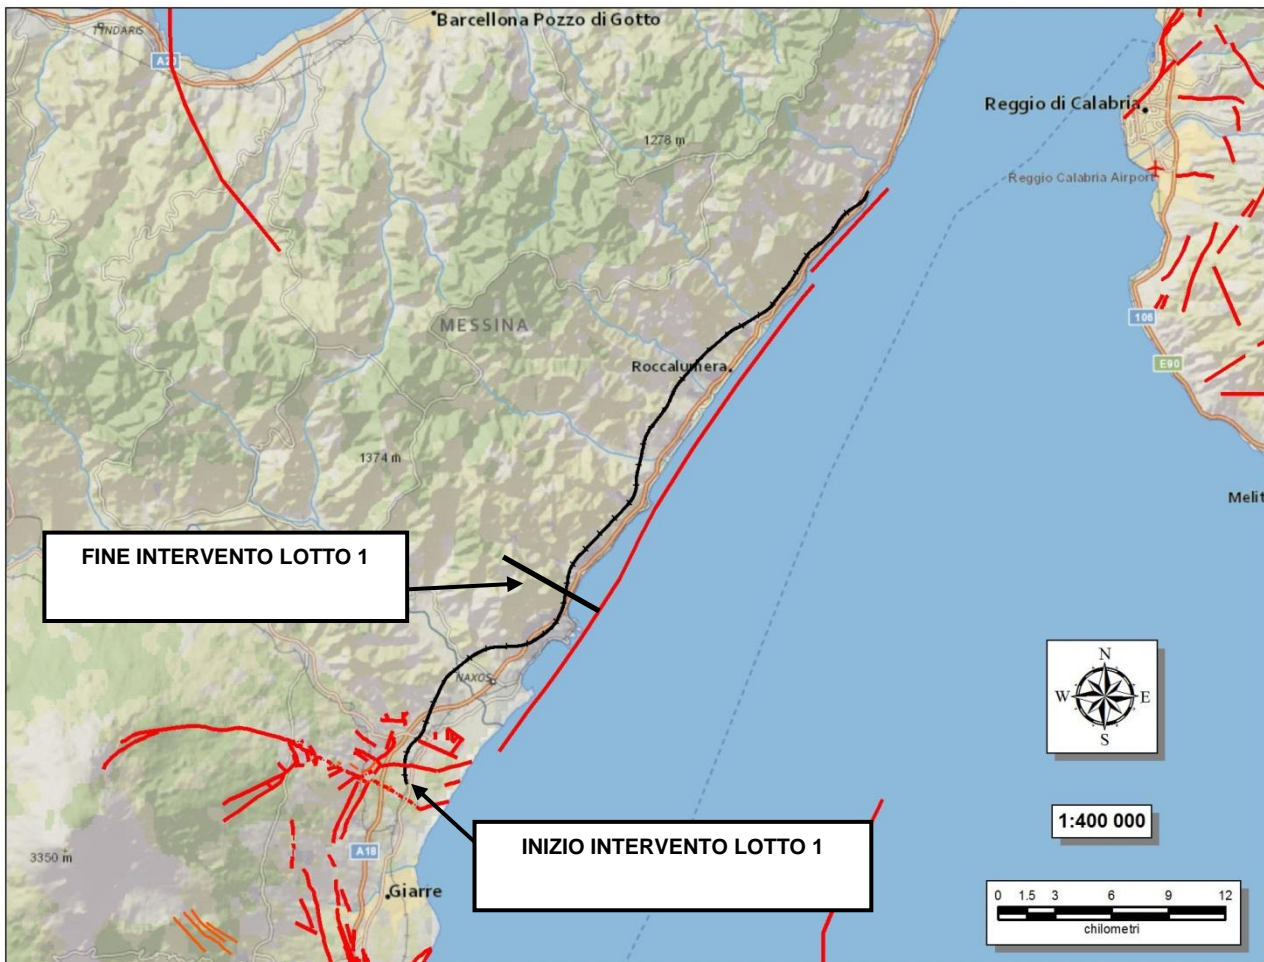 Barcellona Pozzo di Gotto
TYNDARIS
A20
Reggio di Calabria
1278 m
Reggio Calabria Airport
MESSINA
106
E90
Roccalumera
1374 m
Melit
FINE INTERVENTO LOTTO 1
NAXOS
N
W
E
S
1:400 000
INIZIO INTERVENTO LOTTO 1
3350 m
A18
Giarre
0 1.5 3 6 9 12
chilometri